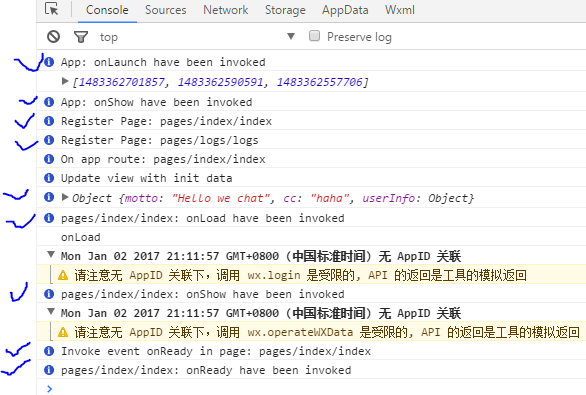 Console Sources Network Storage AppData Wxml
top Preserve log
App: onLaunch have been invoked
[1483362701857, 1483362590591, 1483362557706]
App: onShow have been invoked
Register Page: pages/index/index
Register Page: pages/logs/logs
On app route: pages/index/index
Update view with init data
Object {motto: "Hello we chat", cc: "haha", userInfo: Object}
pages/index/index: onLoad have been invoked
onLoad
Mon Jan 02 2017 21:11:57 GMT+0800 (中国标准时间) 无 AppID 关联
请注意无 AppID 关联下, 调用 wx.login 是受限的, API 的返回是工具的模拟返回
pages/index/index: onShow have been invoked
Mon Jan 02 2017 21:11:57 GMT+0800 (中国标准时间) 无 AppID 关联
请注意无 AppID 关联下, 调用 wx.operateWXData 是受限的, API 的返回是工具的模拟返回
Invoke event onReady in page: pages/index/index
pages/index/index: onReady have been invoked